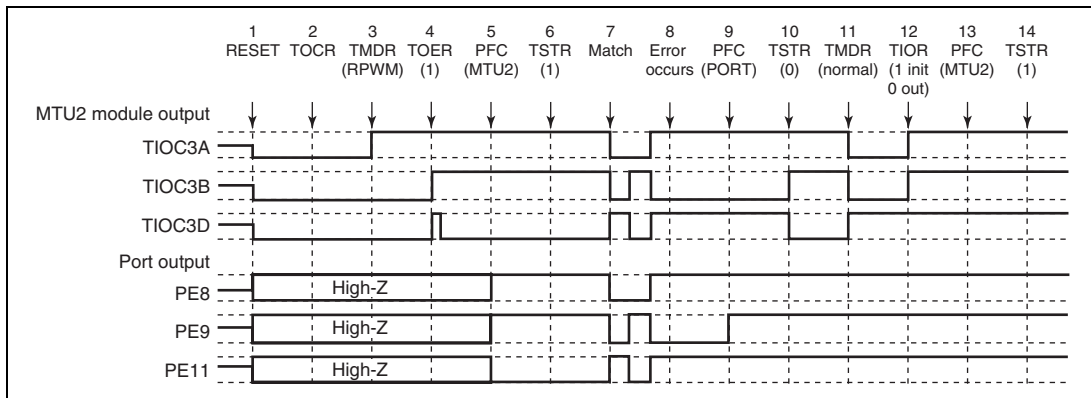 1 2 3 4 5 6 7 8 9 10 11 12 13 14
RESET TOCR TMDR TOER PFC TSTR Match Error PFC TSTR TMDR TIOR PFC TSTR
(RPWM) (1) (MTU2) (1) occurs (PORT) (0) (normal) (1 init (MTU2) (1)
0 out)
MTU2 module output
TIOC3A
TIOC3B
TIOC3D
Port output
PE8 High-Z
PE9 High-Z
PE11 High-Z